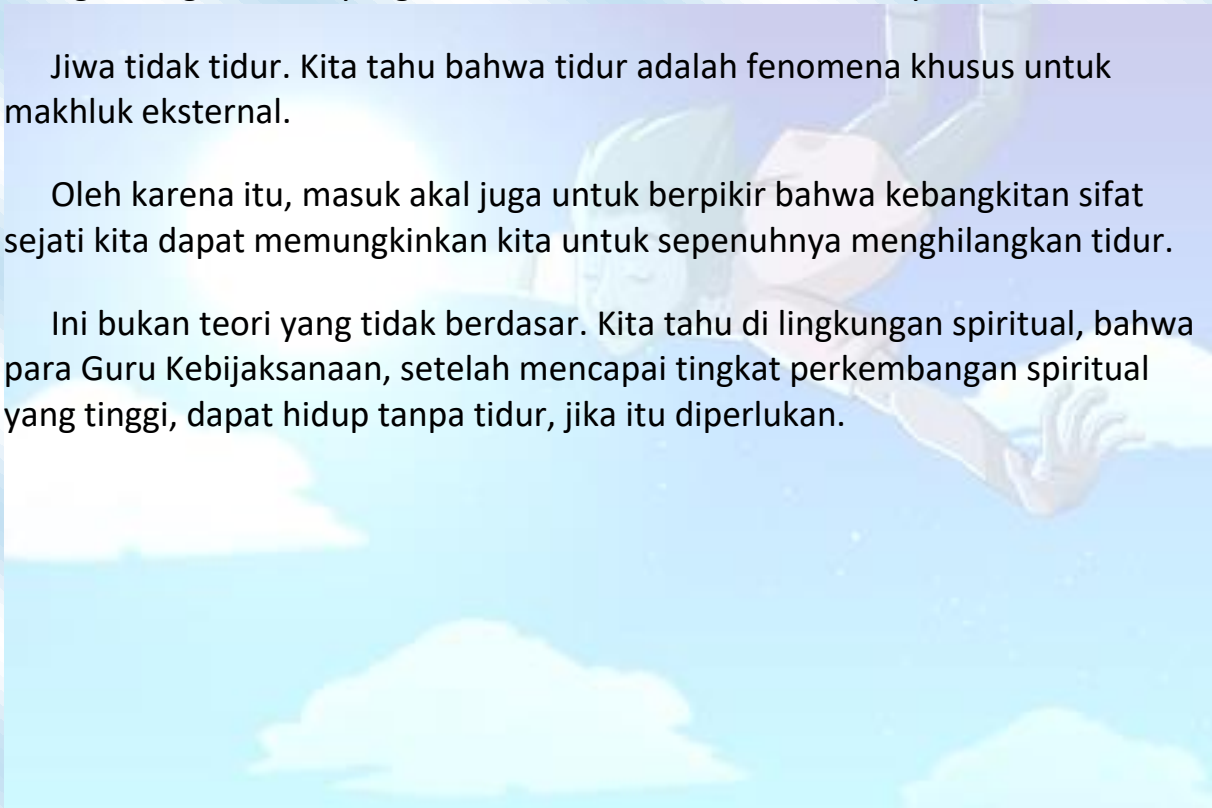 Jiwa tidak tidur. Kita tahu bahwa tidur adalah fenomena khusus untuk
makhluk eksternal.
Oleh karena itu, masuk akal juga untuk berpikir bahwa kebangkitan sifat
sejati kita dapat memungkinkan kita untuk sepenuhnya menghilangkan tidur.
Ini bukan teori yang tidak berdasar. Kita tahu di lingkungan spiritual, bahwa
para Guru Kebijaksanaan, setelah mencapai tingkat perkembangan spiritual
yang tinggi, dapat hidup tanpa tidur, jika itu diperlukan.